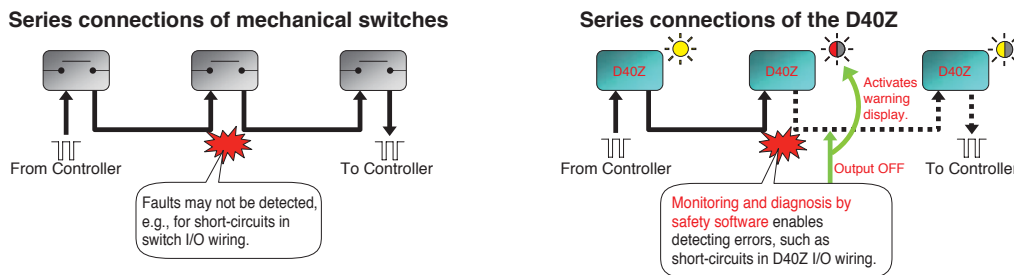 Series connections of mechanical switches
From Controller
To Controller
Faults may not be detected,
e.g., for short-circuits in
switch I/O wiring.
Series connections of the D40Z
D40Z
D40Z
D40Z
Activates
warning
display.
From Controller
Output OFF
To Controller
Monitoring and diagnosis by
safety software enables
detecting errors, such as
short-circuits in D40Z I/O wiring.